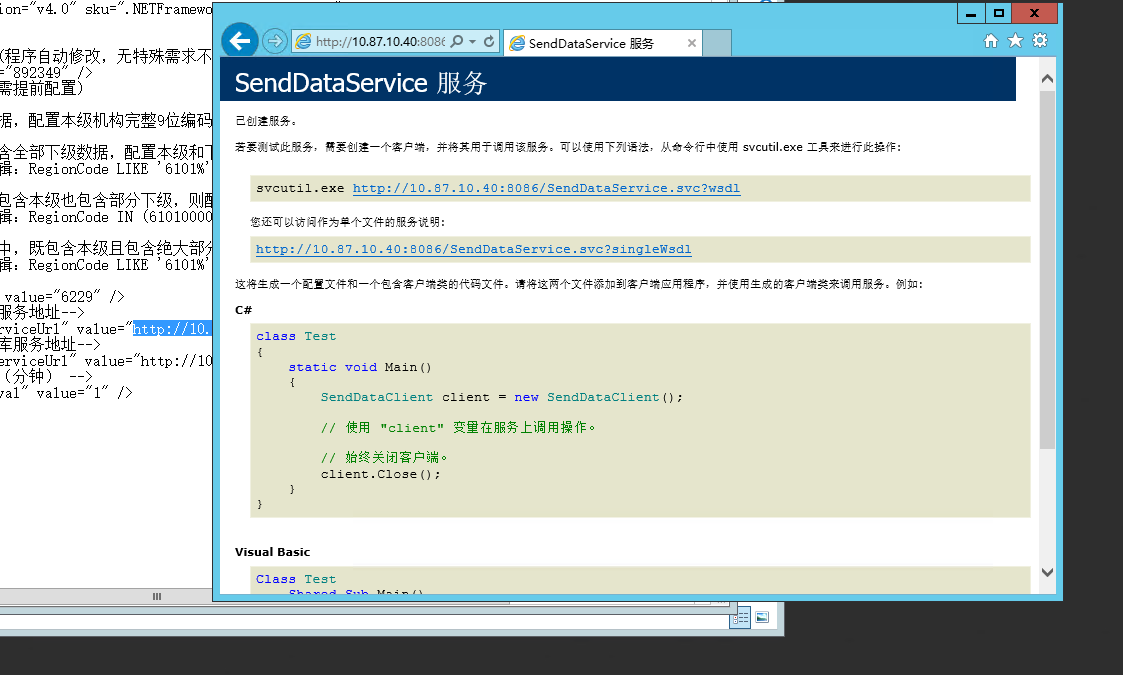 ion="v4.0" sku=".NETFramewo
(程序自动修改，无特殊需求不
="892349" />
需提前配置）
据，配置本级机构完整9位编码
含全部下级数据，配置本级和下
辑：RegionCode LIKE '6101%'
包含本级也包含部分下级，则配
辑：RegionCode IN (61010000
中，既包含本级且包含绝大部分
辑：RegionCode LIKE '6101%'
value="6229" />
服务地址-->
rviceUrl" value="http://10.
库服务地址-->
erviceUrl" value="http://10
（分钟） -->
val" value="1" />
http://10.87.10.40:8086
SendDataService 服务
SendDataService 服务
已创建服务。
若要测试此服务，需要创建一个客户端，并将其用于调用该服务。可以使用下列语法，从命令行中使用 svcutil.exe 工具来进行此操作:
svcutil.exe http://10.87.10.40:8086/SendDataService.svc?wsdl
您还可以访问作为单个文件的服务说明:
http://10.87.10.40:8086/SendDataService.svc?singleWsdl
这将生成一个配置文件和一个包含客户端类的代码文件。请将这两个文件添加到客户端应用程序，并使用生成的客户端类来调用服务。例如:
C#
class Test
{
static void Main()
{
SendDataClient client = new SendDataClient();
// 使用 "client" 变量在服务上调用操作。
// 始终关闭客户端。
client.Close();
}
}
Visual Basic
Class Test
Shared Sub Main()